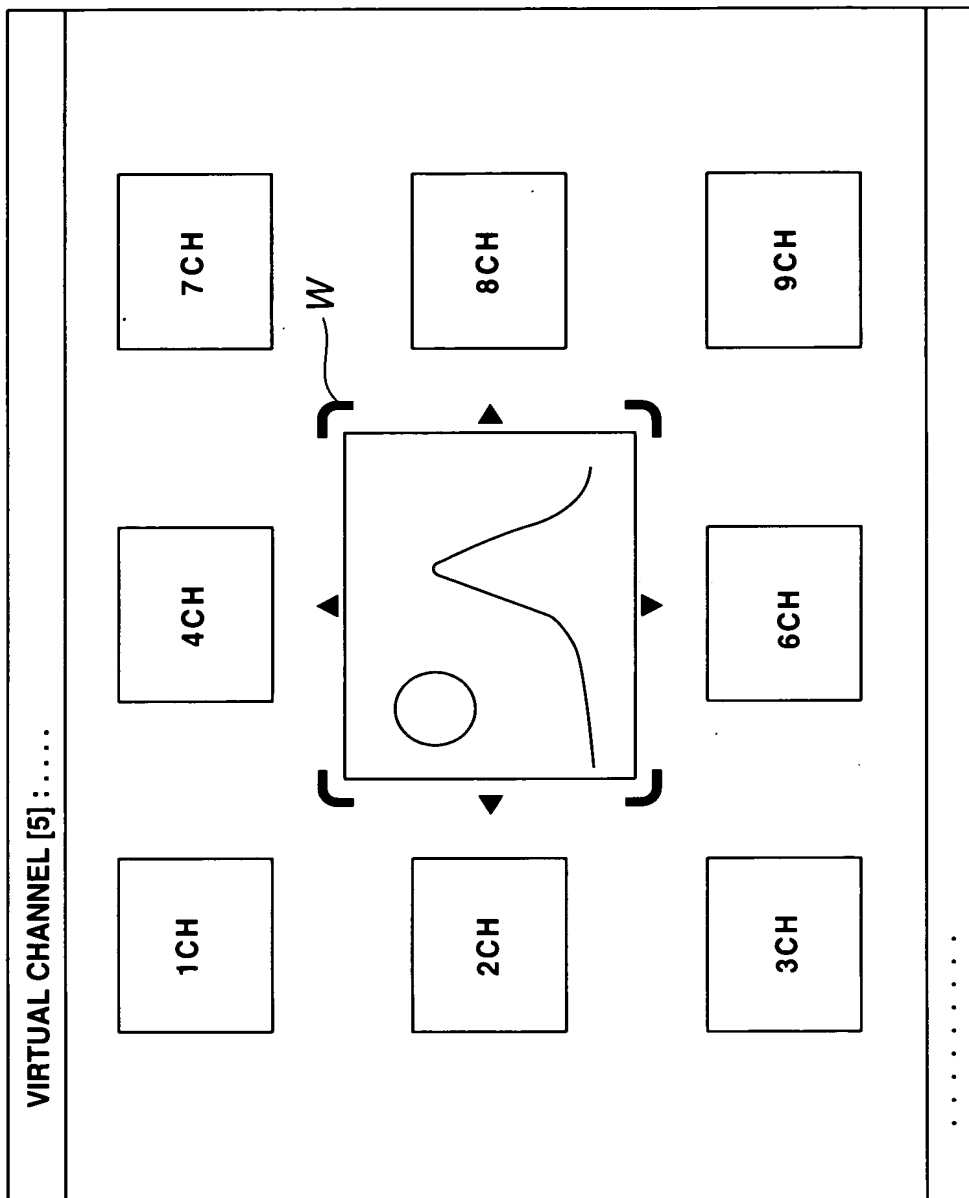 VIRTUAL CHANNEL [5] : . . . .
1CH
4CH
7CH
W
2CH
8CH
3CH
6CH
9CH
. . . . . . . . .